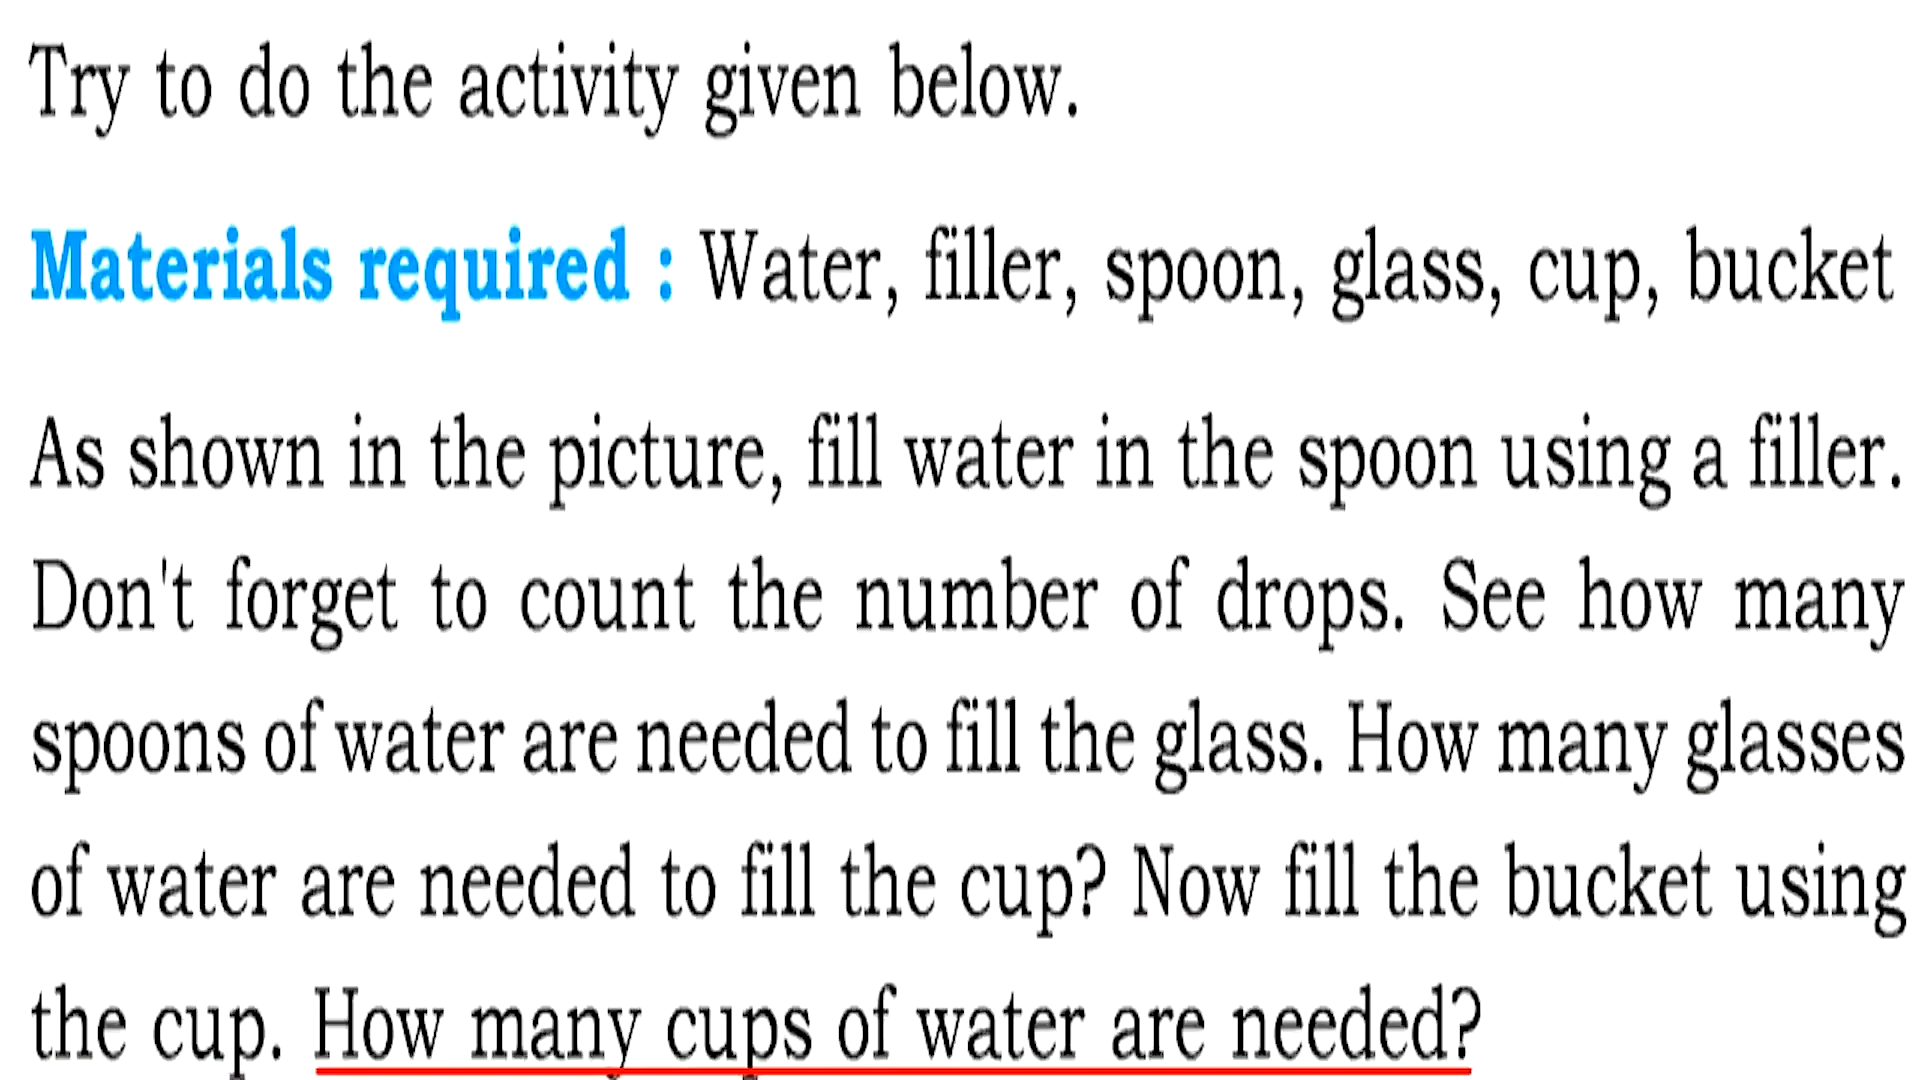 Try to do the activity given below.
Materials required : Water, filler, spoon, glass, cup, bucket
As shown in the picture, fill water in the spoon using a filler.
Don't forget to count the number of drops. See how many
spoons of water are needed to fill the glass. How many glasses
of water are needed to fill the cup? Now fill the bucket using
the cup. How many cups of water are needed?